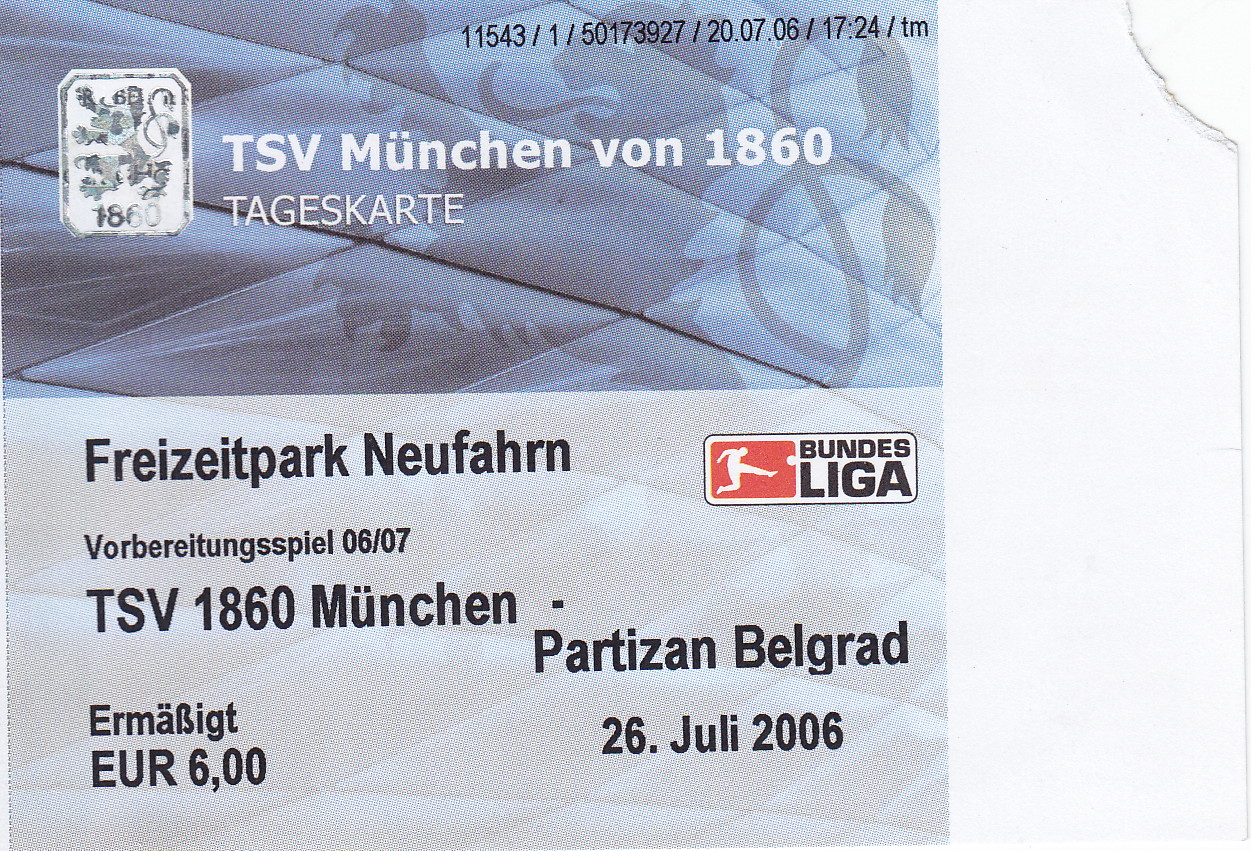 11543 / 1 / 50173927 / 20.07.06 / 17:24 / tm
1860
TSV München von 1860
TAGESKARTE
Freizeitpark Neufahrn
BUNDES
LIGA
Vorbereitungsspiel 06/07
TSV 1860 München -
Partizan Belgrad
Ermäßigt
EUR 6,00
26. Juli 2006